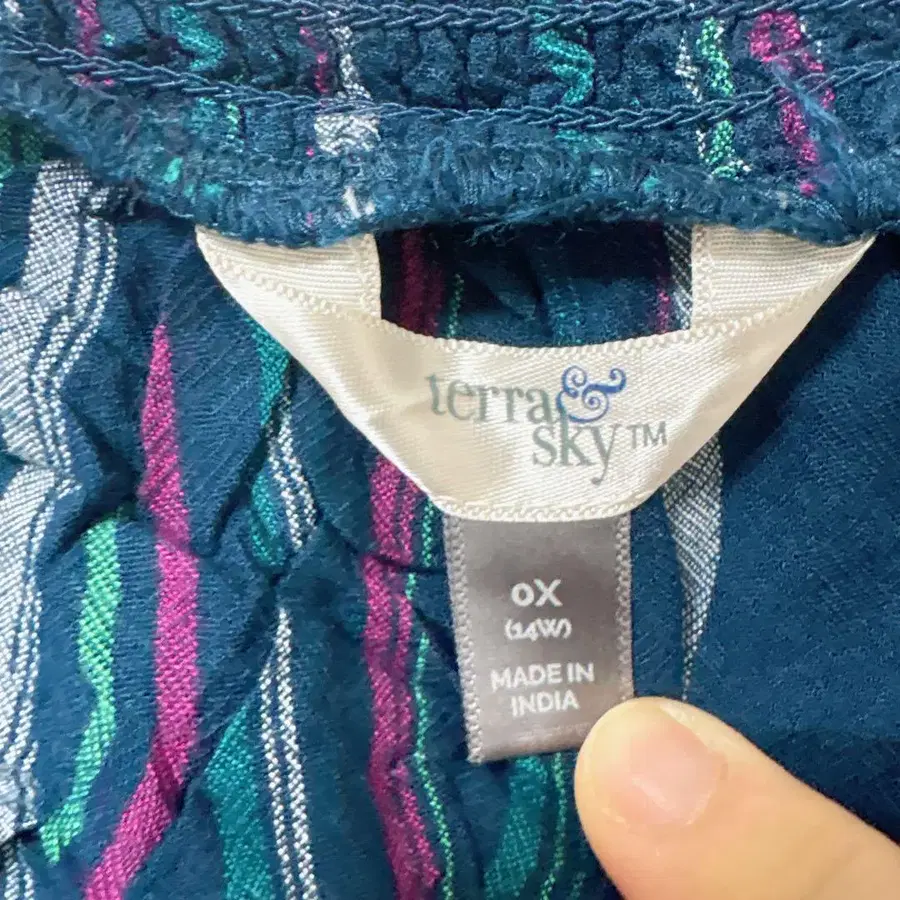 terra &
sky™
0X
(14W)
MADE IN
INDIA